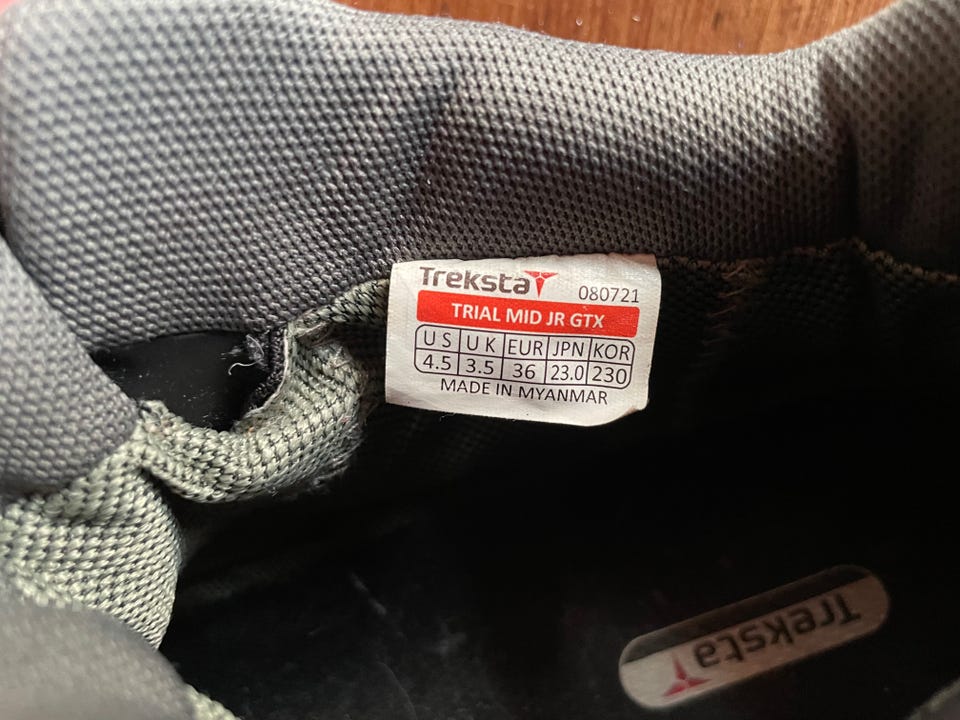 Treksta
080721
TRIAL MID JR GTX
US UK EUR JPN KOR
4.5 3.5 36 23.0 230
MADE IN MYANMAR
Treksta